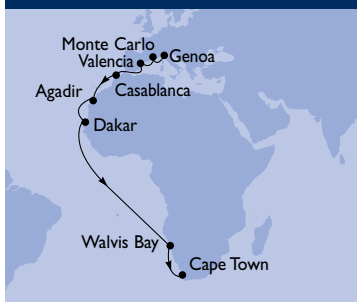 Monte Carlo
Valencia
Genoa
Agadir
Casablanca
Dakar
Walvis Bay
Cape Town